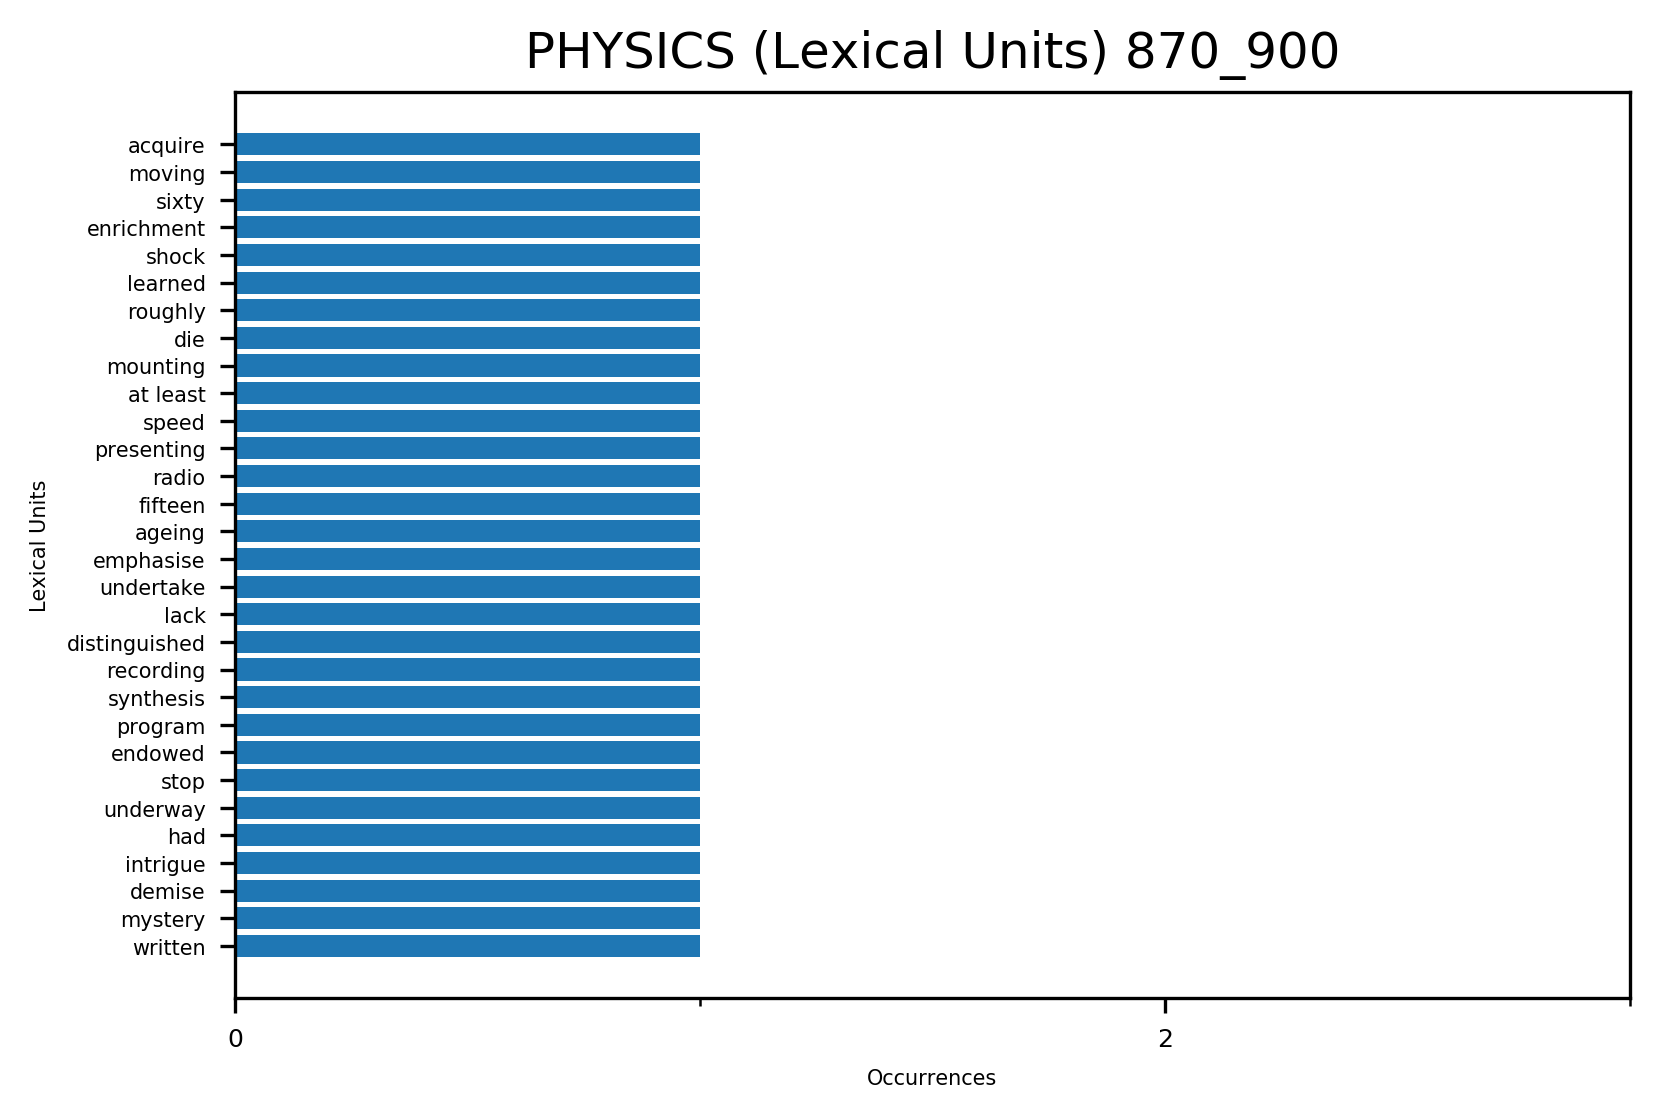 PHYSICS (Lexical Units) 870_900
acquire
moving
sixty
enrichment
shock
learned
roughly
die
mounting
at least
speed
presenting
radio
fifteen
ageing
emphasise
undertake
lack
distinguished
recording
synthesis
program
endowed
stop
underway
had
intrigue
demise
mystery
written
Lexical Units
0 2
Occurrences